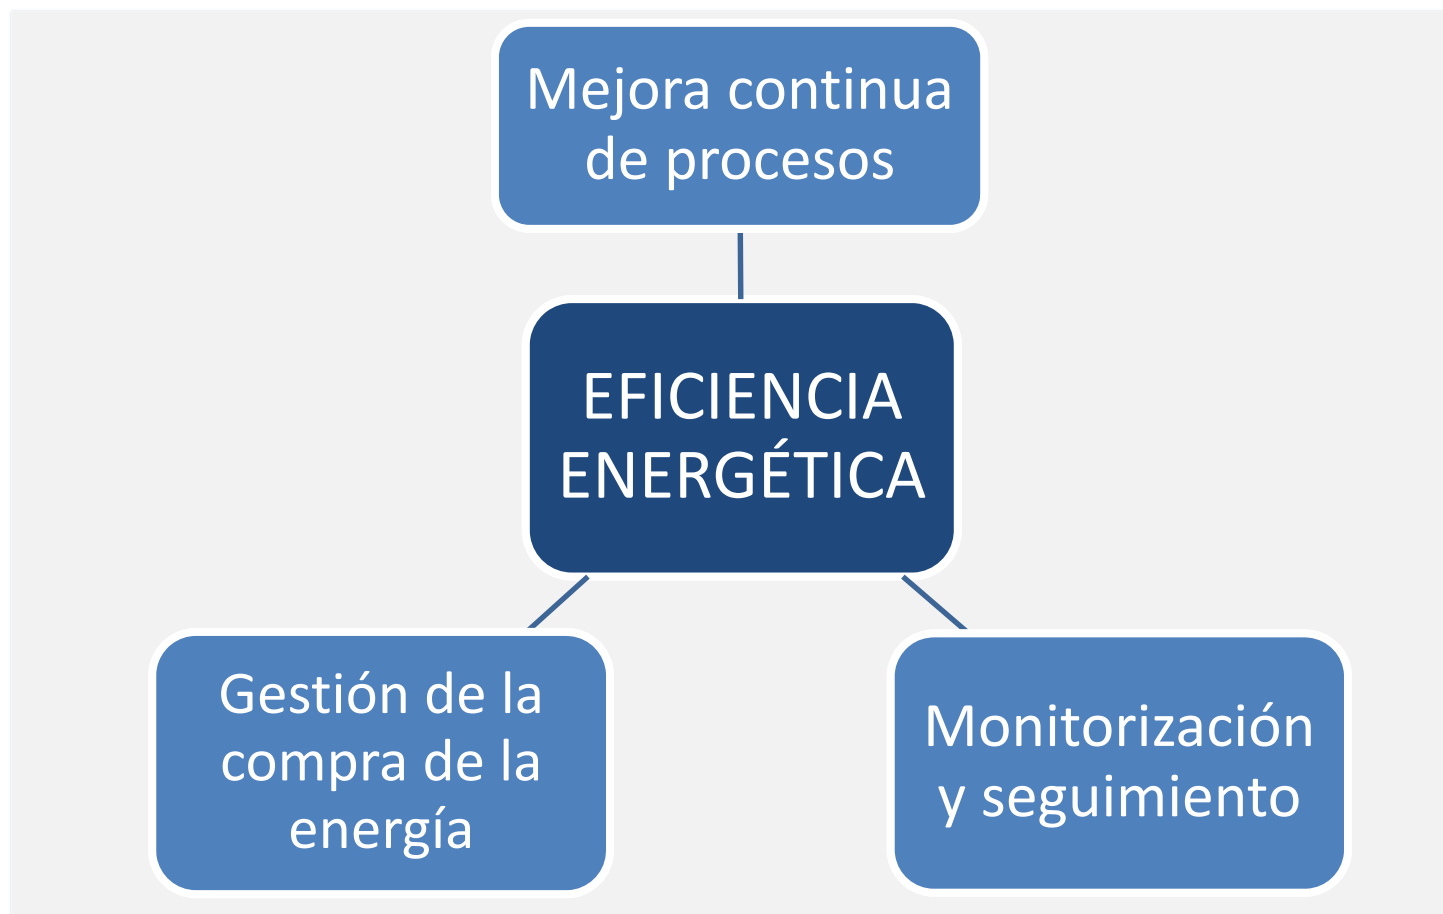 Mejora continua
de procesos
EFICIENCIA
ENERGÉTICA
Gestión de la
compra de la
energía
Monitorización
y seguimiento